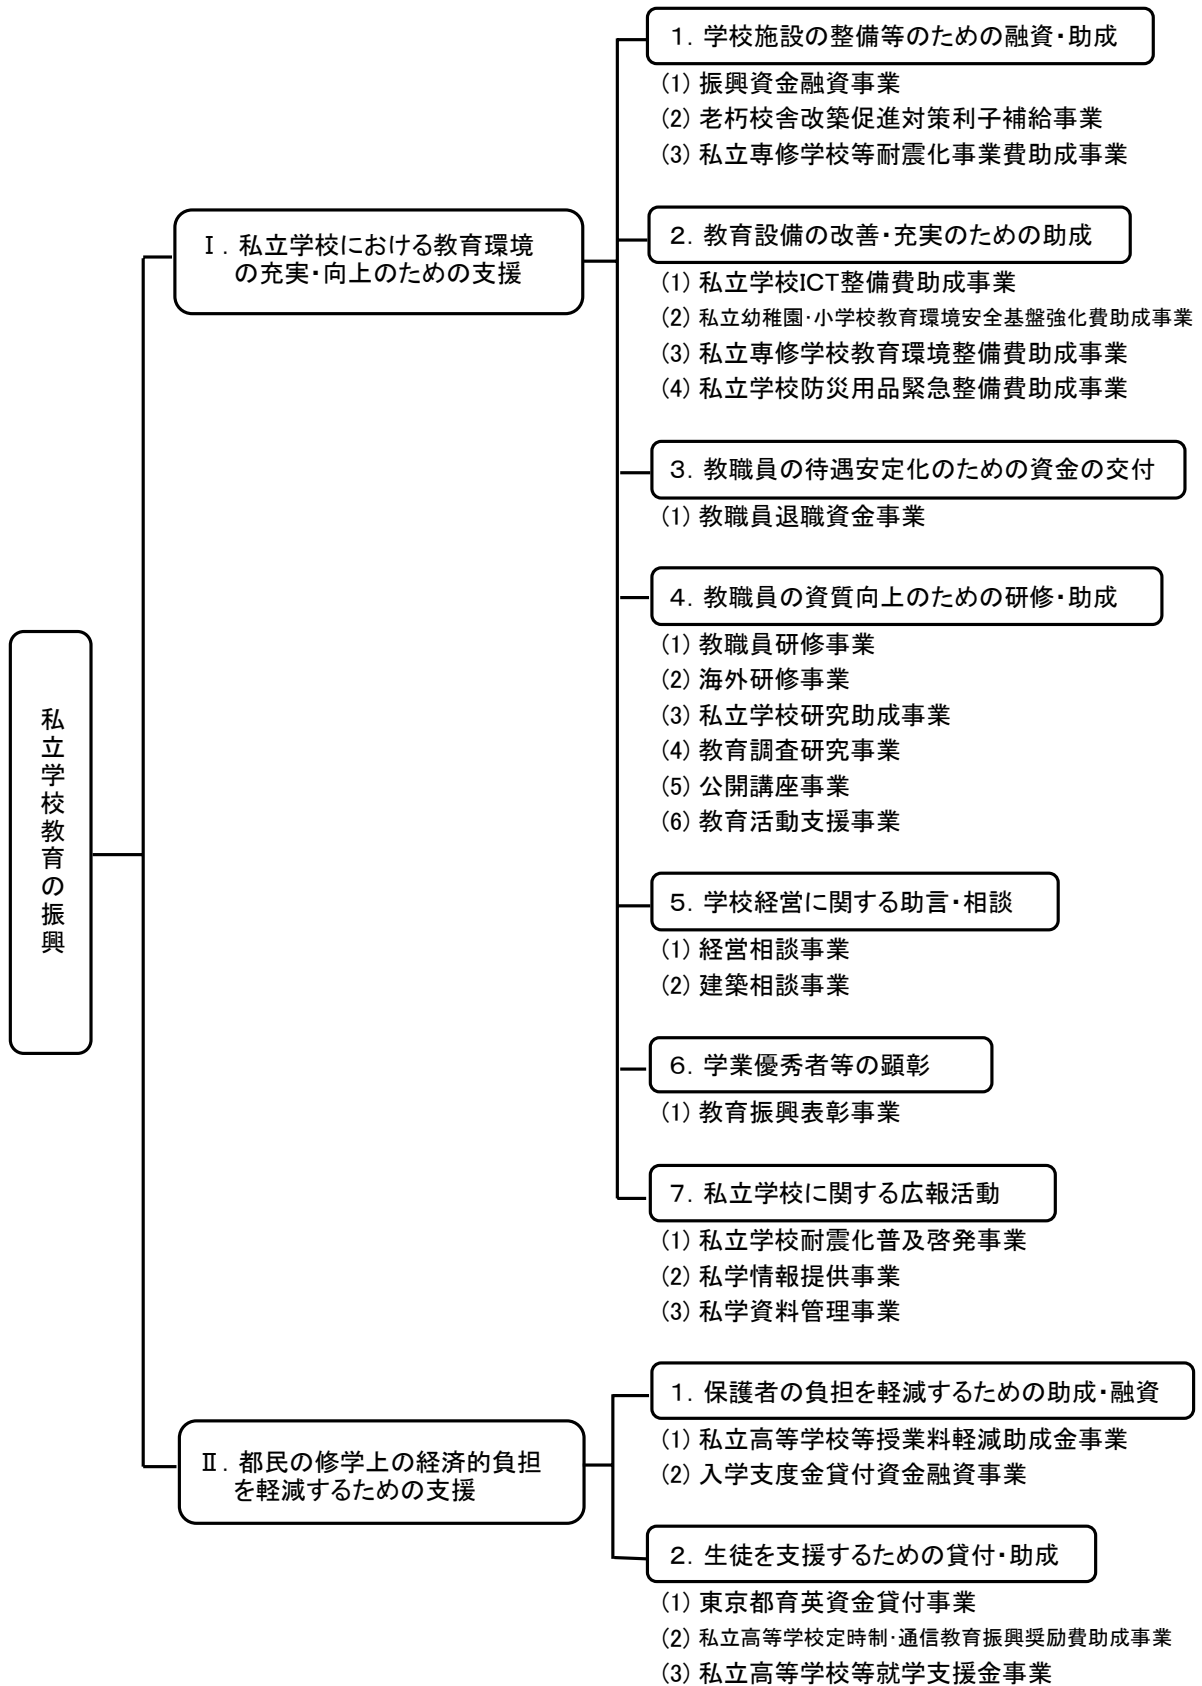 私立学校教育の振興
Ⅰ．私立学校における教育環境
の充実・向上のための支援
１．学校施設の整備等のための融資・助成
(1) 振興資金融資事業
(2) 老朽校舎改築促進対策利子補給事業
(3) 私立専修学校等耐震化事業費助成事業
２．教育設備の改善・充実のための助成
(1) 私立学校ICT整備費助成事業
(2) 私立幼稚園・小学校教育環境安全基盤強化費助成事業
(3) 私立専修学校教育環境整備費助成事業
(4) 私立学校防災用品緊急整備費助成事業
３．教職員の待遇安定化のための資金の交付
(1) 教職員退職資金事業
４．教職員の資質向上のための研修・助成
(1) 教職員研修事業
(2) 海外研修事業
(3) 私立学校研究助成事業
(4) 教育調査研究事業
(5) 公開講座事業
(6) 教育活動支援事業
５．学校経営に関する助言・相談
(1) 経営相談事業
(2) 建築相談事業
６．学業優秀者等の顕彰
(1) 教育振興表彰事業
７．私立学校に関する広報活動
(1) 私立学校耐震化普及啓発事業
(2) 私学情報提供事業
(3) 私学資料管理事業
Ⅱ．都民の修学上の経済的負担
を軽減するための支援
１．保護者の負担を軽減するための助成・融資
(1) 私立高等学校等授業料軽減助成金事業
(2) 入学支度金貸付資金融資事業
２．生徒を支援するための貸付・助成
(1) 東京都育英資金貸付事業
(2) 私立高等学校定時制・通信教育振興奨励費助成事業
(3) 私立高等学校等就学支援金事業